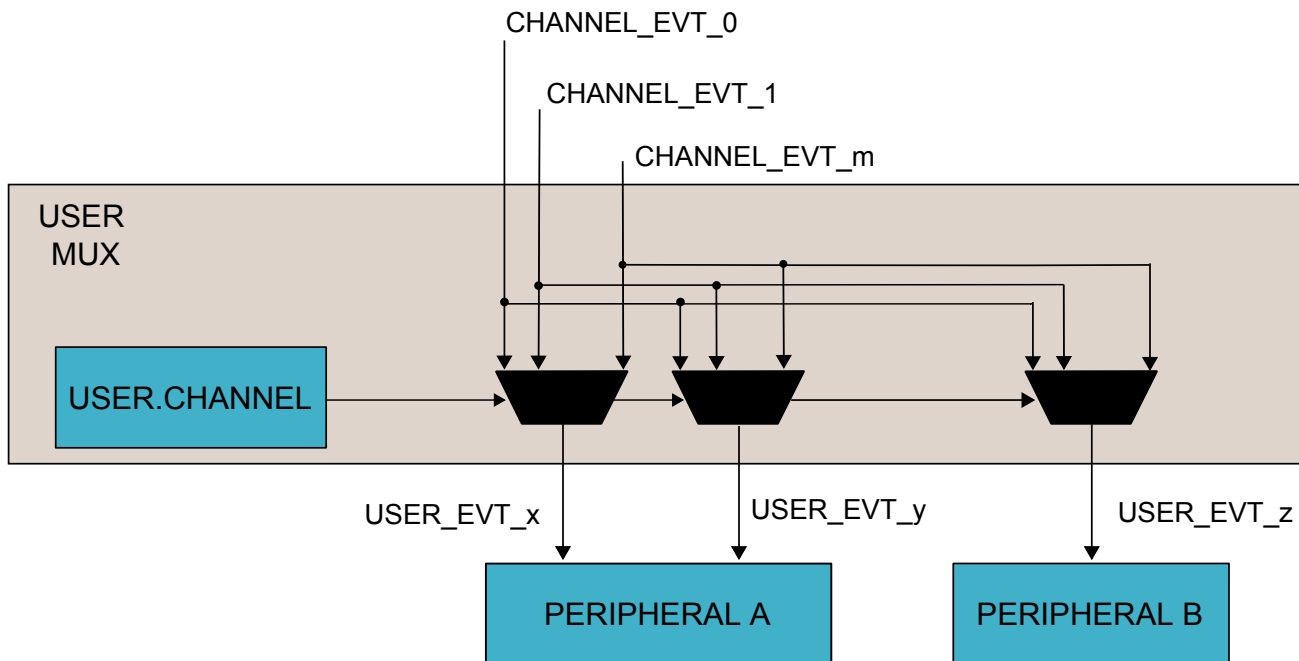 CHANNEL_EVT_0
CHANNEL_EVT_1
CHANNEL_EVT_m
USER
MUX
USER.CHANNEL
USER_EVT_x
USER_EVT_y
USER_EVT_z
PERIPHERAL A
PERIPHERAL B